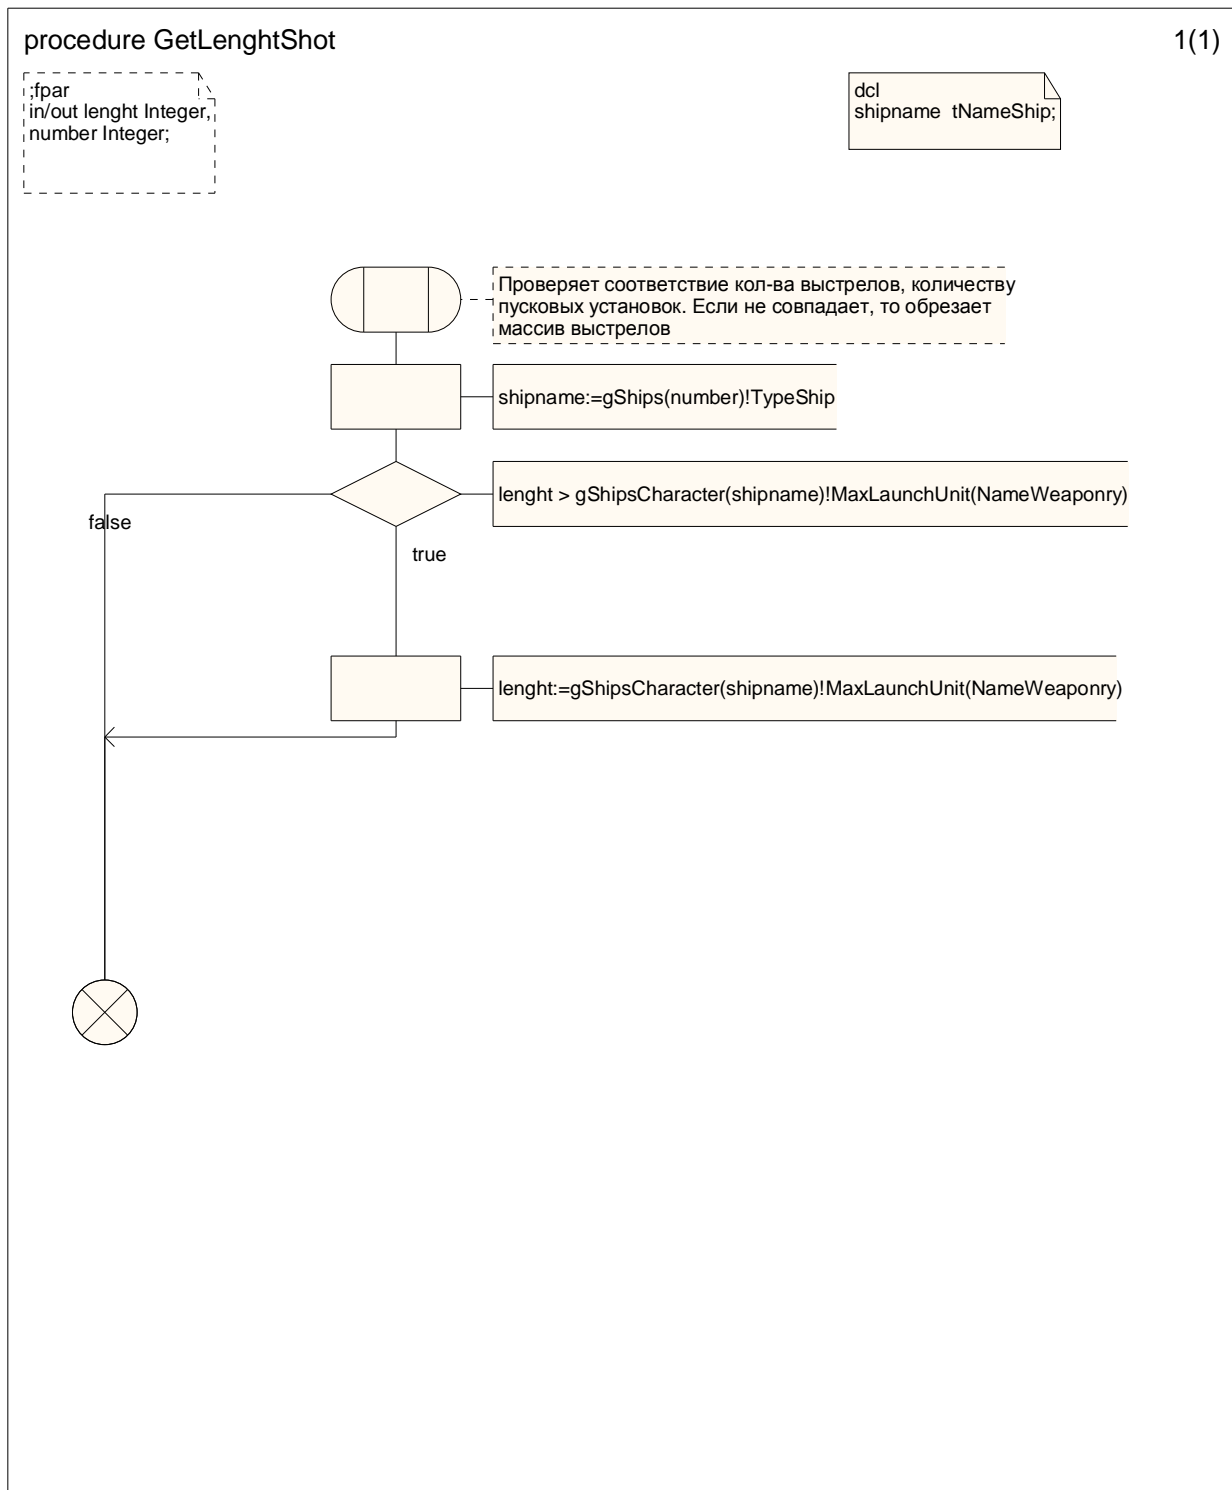 procedure GetLenghtShot 1(1)
;fpar
in/out lenght Integer,
number Integer;
dcl
shipname  tNameShip;
Проверяет соответствие кол-ва выстрелов, количеству
пусковых установок. Если не совпадает, то обрезает
массив выстрелов
shipname:=gShips(number)!TypeShip
lenght > gShipsCharacter(shipname)!MaxLaunchUnit(NameWeaponry)
false
true
lenght:=gShipsCharacter(shipname)!MaxLaunchUnit(NameWeaponry)